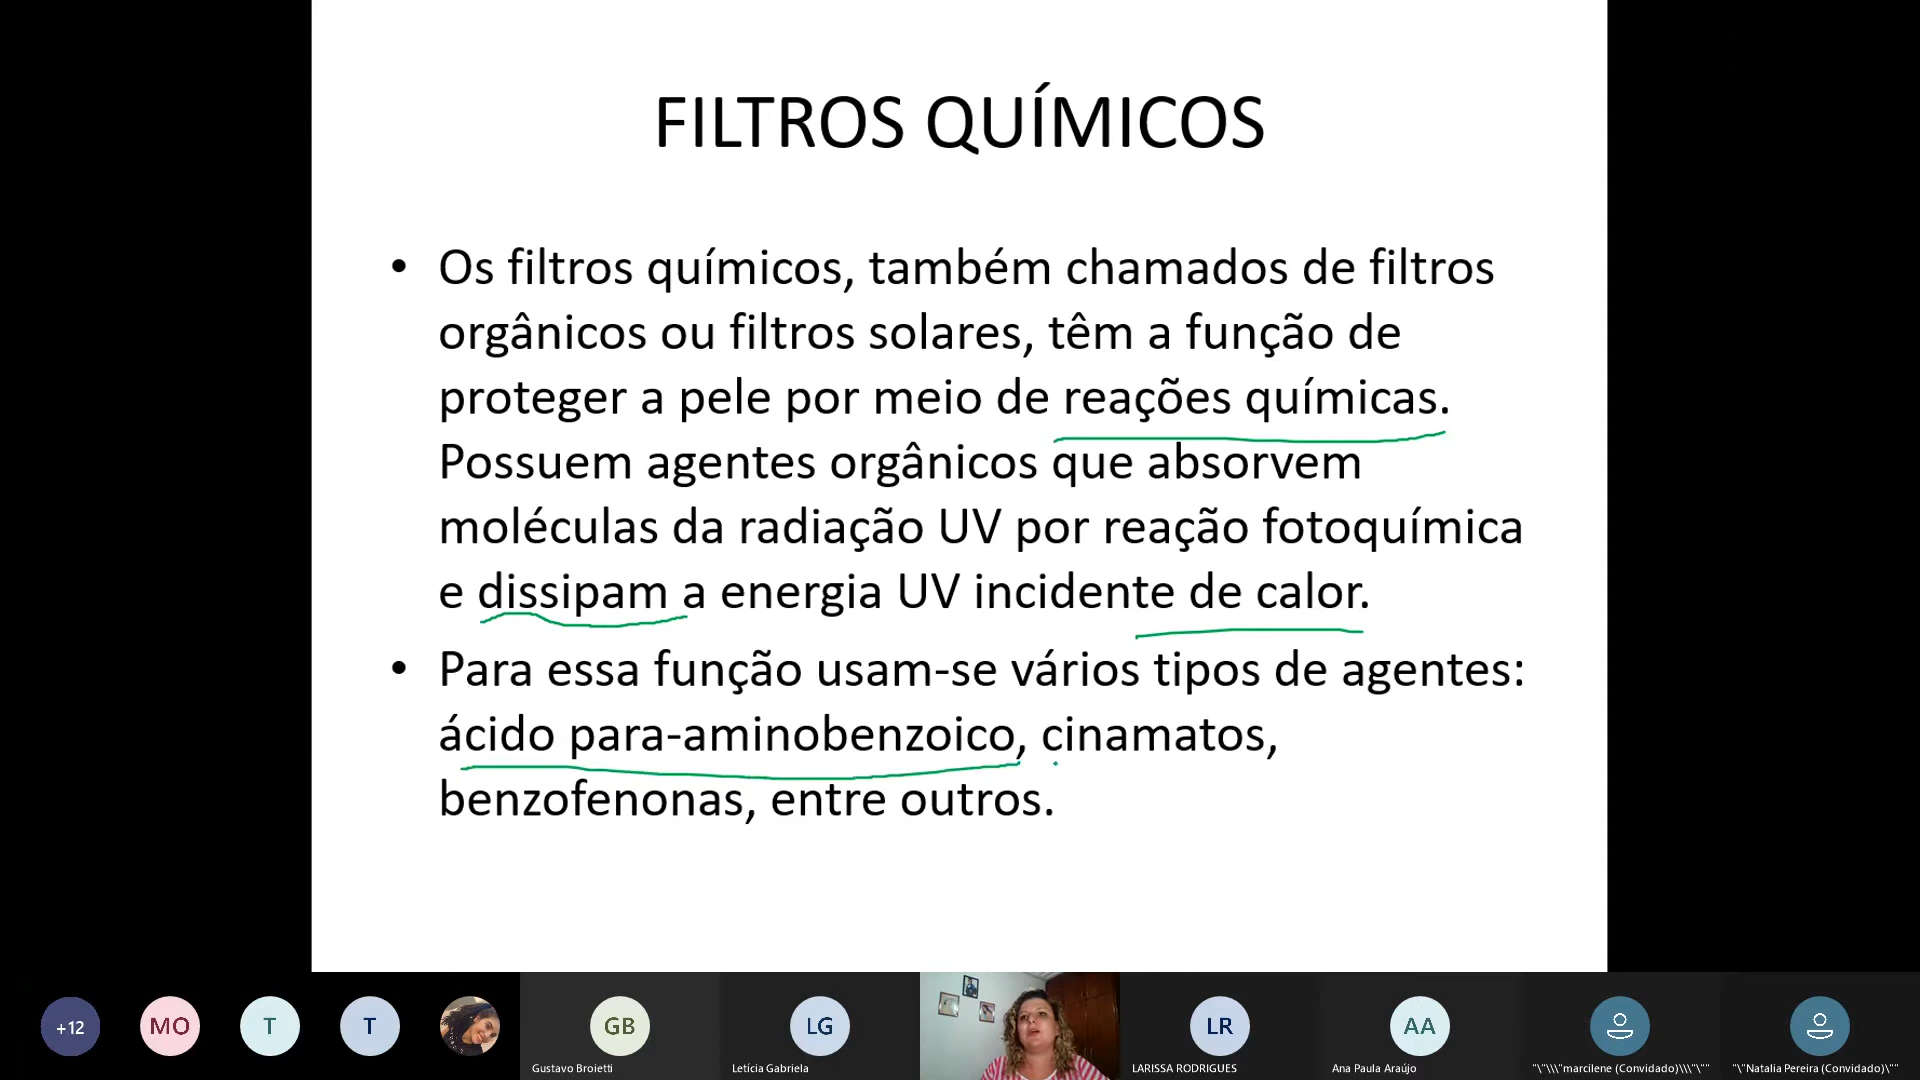 FILTROS QUÍMICOS
• Os filtros químicos, também chamados de filtros
orgânicos ou filtros solares, têm a função de
proteger a pele por meio de reações químicas.
Possuem agentes orgânicos que absorvem
moléculas da radiação UV por reação fotoquímica
e dissipam a energia UV incidente de calor.
• Para essa função usam-se vários tipos de agentes:
ácido para-aminobenzoico, cinamatos,
benzofenonas, entre outros.
+12
MO
T
T
GB
LG
LR
AA
Gustavo Broietti
Letícia Gabriela
LARISSA RODRIGUES
Ana Paula Araújo
"\"\\\"marcilene (Convidado)\\\"\""
"\"Natalia Pereira (Convidado)\""